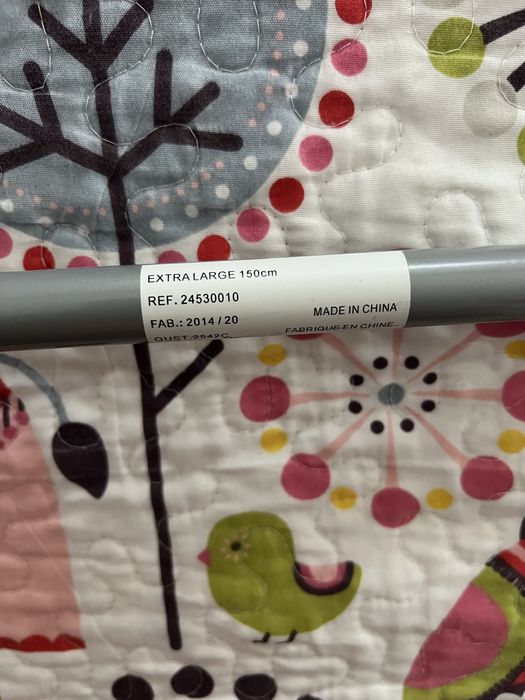 EXTRA LARGE 150cm
REF. 24530010
FAB.: 2014 / 20
MADE IN CHINA
FABRIQUE EN CHINE